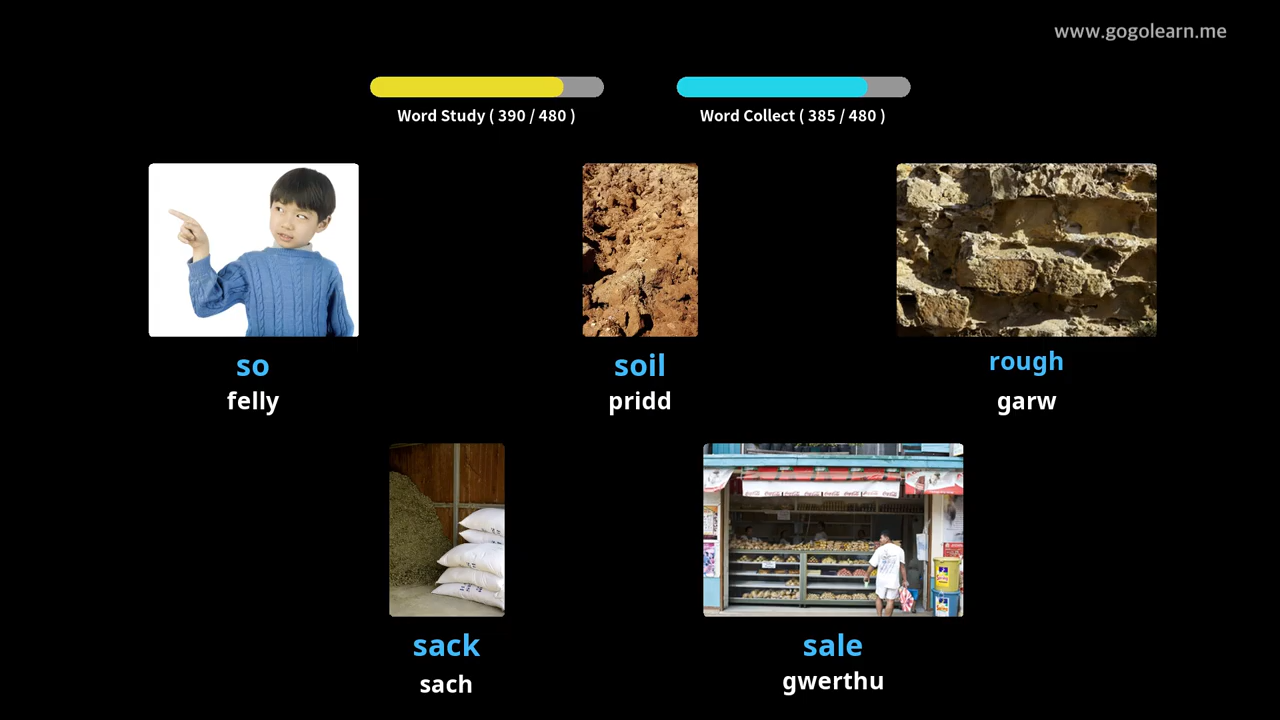 www.gogolearn.me
Word Study ( 390 / 480 )
Word Collect ( 385 / 480 )
so
felly
soil
pridd
rough
garw
sack
sach
sale
gwerthu